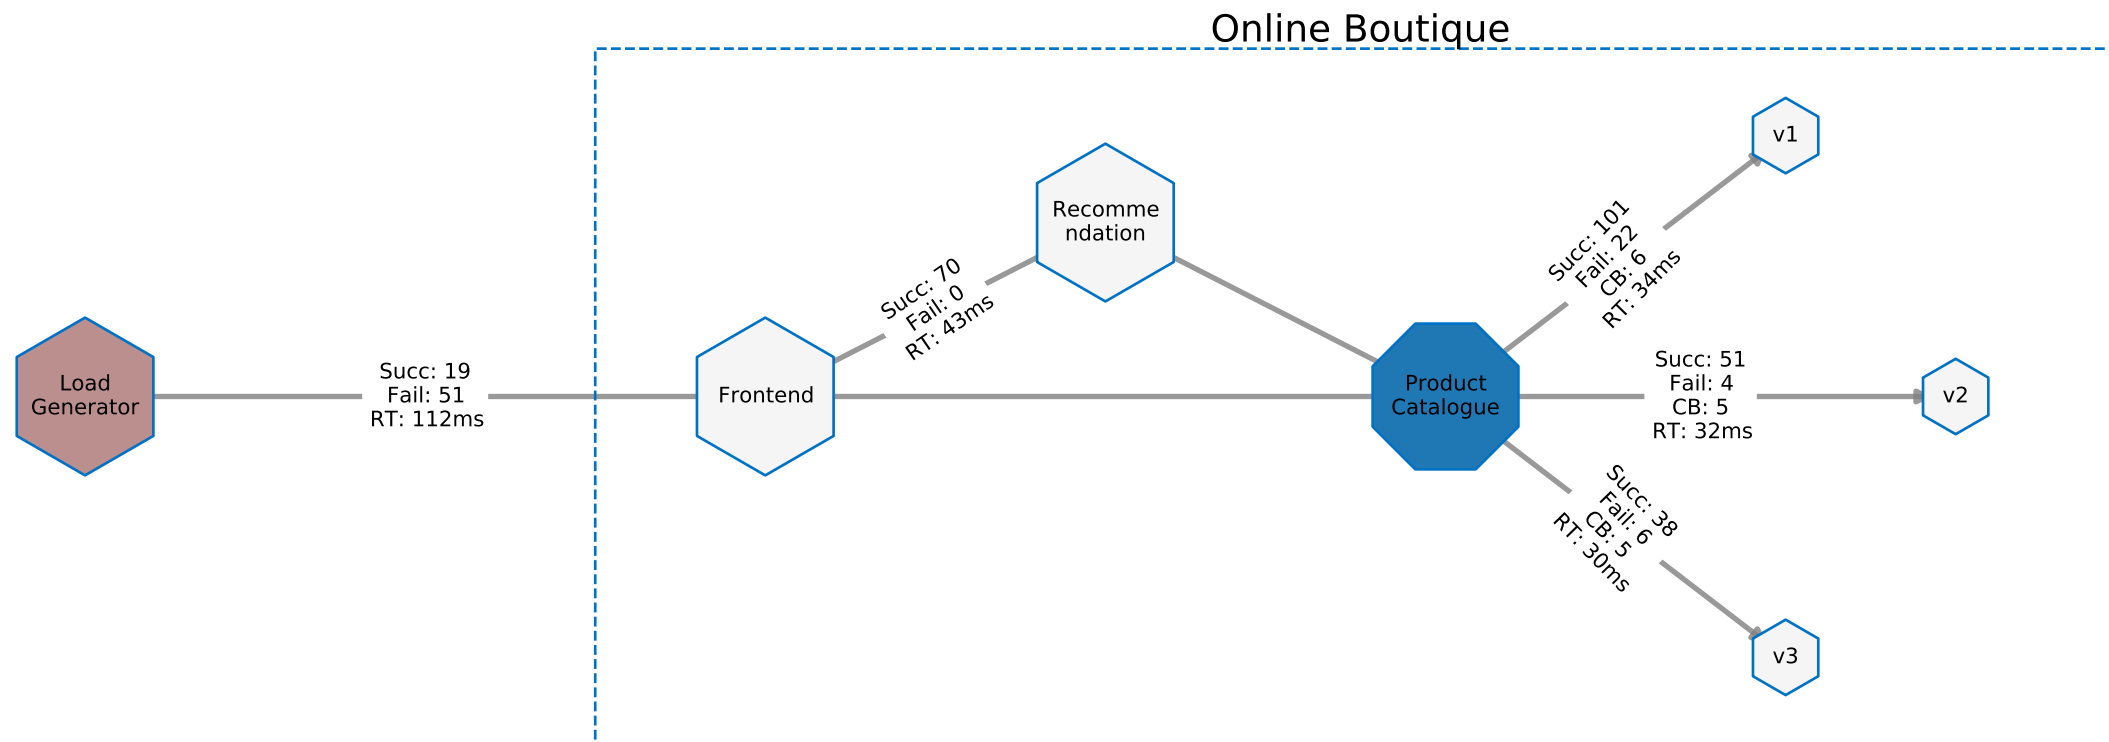 Online Boutique
Load
Generator
Succ: 19
Fail: 51
RT: 112ms
Frontend
Succ: 70
Fail: 0
RT: 43ms
Recomme
ndation
Product
Catalogue
Succ: 101
Fail: 22
CB: 6
RT: 34ms
v1
Succ: 51
Fail: 4
CB: 5
RT: 32ms
v2
Succ: 38
Fail: 6
CB: 5
RT: 30ms
v3